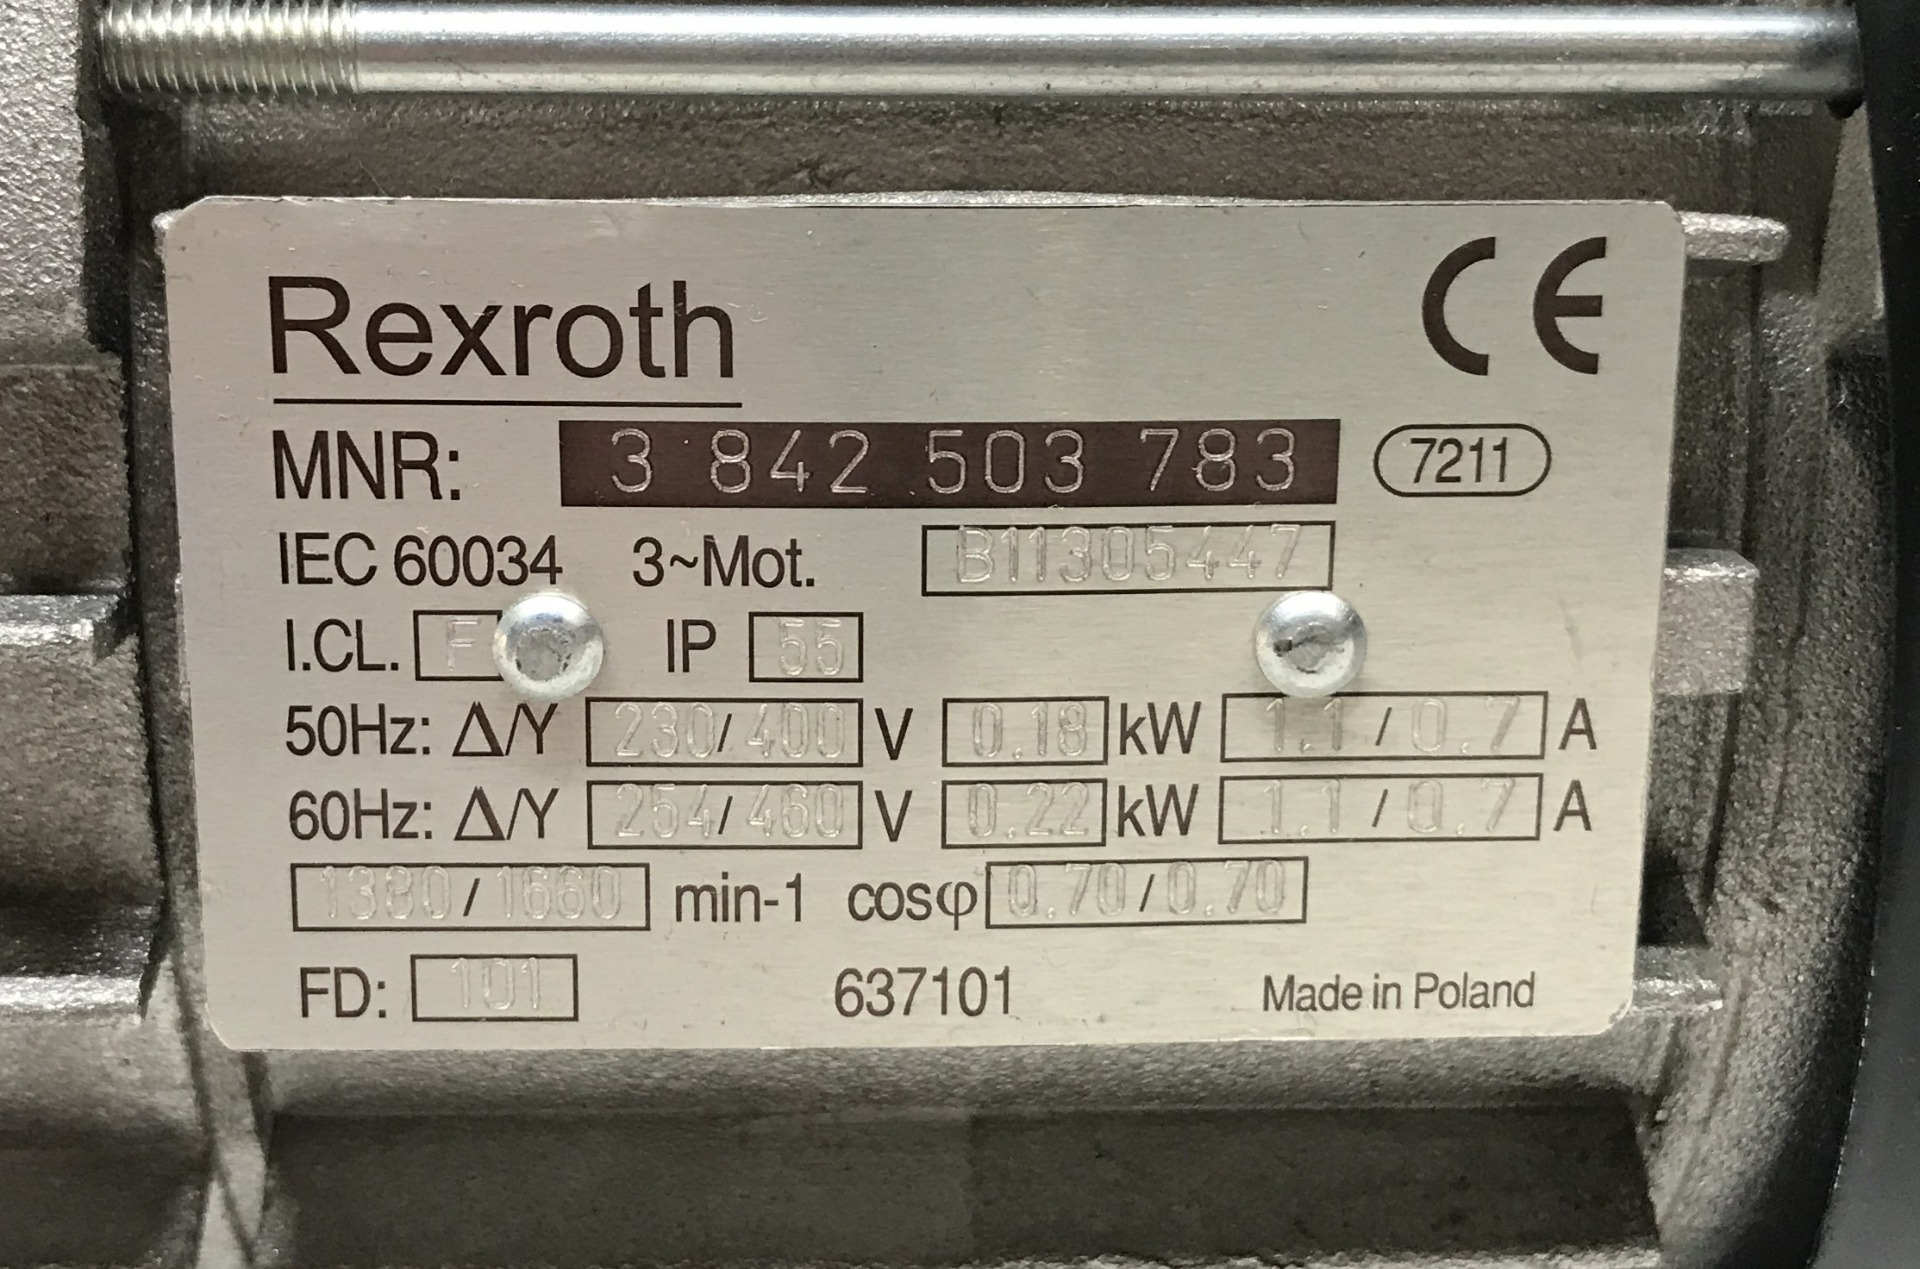 Rexroth CE
MNR: 3 842 503 783 7211
IEC 60034 3~Mot. B11305447
I.CL. F IP 55
50Hz: Δ/Y 230/400 V 0.18 kW 1.1/0.7 A
60Hz: Δ/Y 254/460 V 0.22 kW 1.1/0.7 A
1380/1660 min-1 cosφ 0.70/0.70
FD: 101 637101 Made in Poland